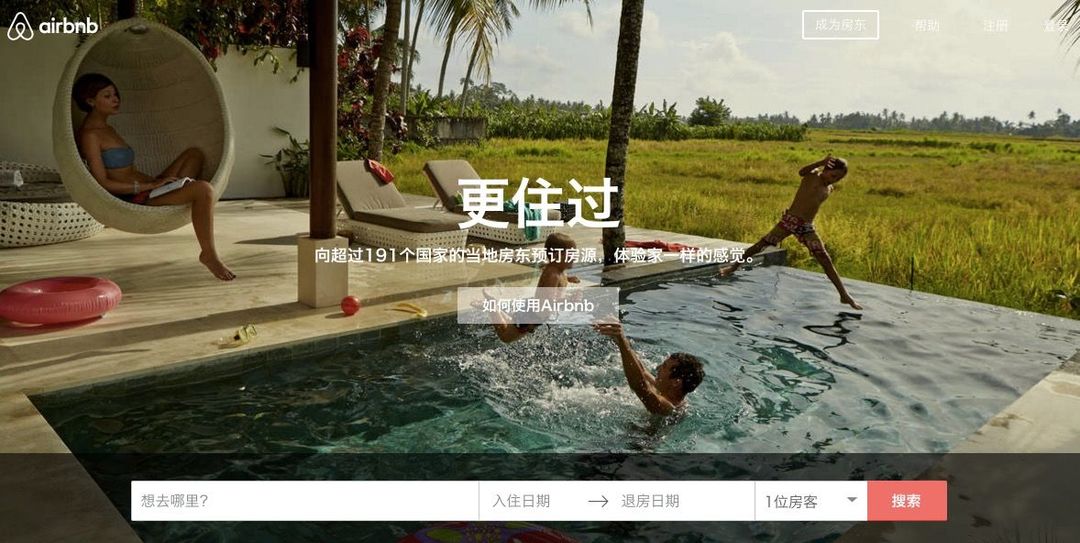 airbnb
成为房东
帮助
注册
登录
更住过
向超过191个国家的当地房东预订房源，体验家一样的感觉。
如何使用Airbnb
想去哪里？
入住日期
退房日期
1位房客
搜索